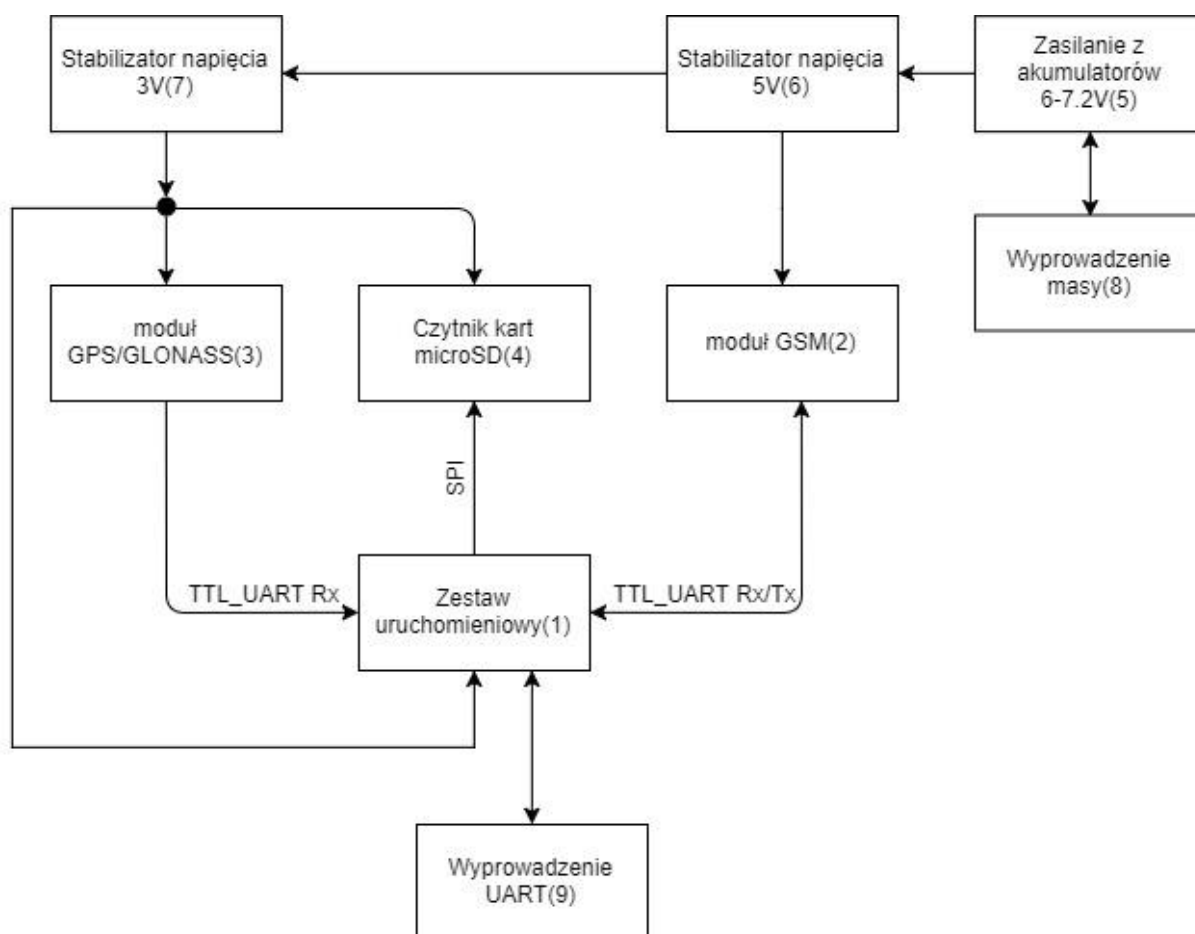 Stabilizator napięcia
3V(7)
Stabilizator napięcia
5V(6)
Zasilanie z
akumulatorów
6-7.2V(5)
Wyprowadzenie
masy(8)
moduł
GPS/GLONASS(3)
Czytnik kart
microSD(4)
moduł GSM(2)
SPI
TTL_UART Rx
Zestaw
uruchomieniowy(1)
TTL_UART Rx/Tx
Wyprowadzenie
UART(9)